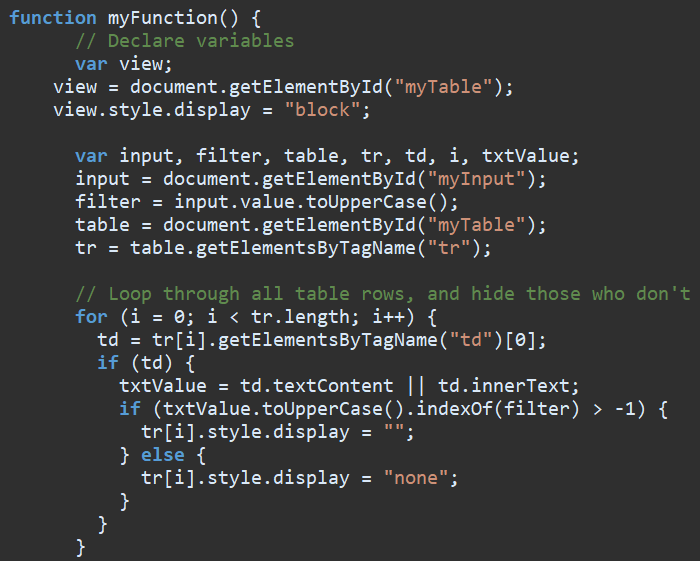 function myFunction() {
      // Declare variables
      var view;
    view = document.getElementById("myTable");
    view.style.display = "block";

      var input, filter, table, tr, td, i, txtValue;
      input = document.getElementById("myInput");
      filter = input.value.toUpperCase();
      table = document.getElementById("myTable");
      tr = table.getElementsByTagName("tr");

      // Loop through all table rows, and hide those who don't
      for (i = 0; i < tr.length; i++) {
        td = tr[i].getElementsByTagName("td")[0];
        if (td) {
          txtValue = td.textContent || td.innerText;
          if (txtValue.toUpperCase().indexOf(filter) > -1) {
            tr[i].style.display = "";
          } else {
            tr[i].style.display = "none";
          }
        }
      }